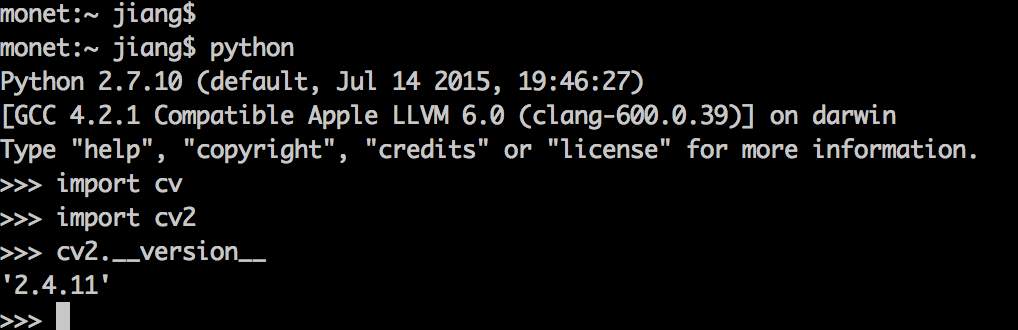 monet:~ jiang$
monet:~ jiang$ python
Python 2.7.10 (default, Jul 14 2015, 19:46:27)
[GCC 4.2.1 Compatible Apple LLVM 6.0 (clang-600.0.39)] on darwin
Type "help", "copyright", "credits" or "license" for more information.
>>> import cv
>>> import cv2
>>> cv2.__version__
'2.4.11'
>>>